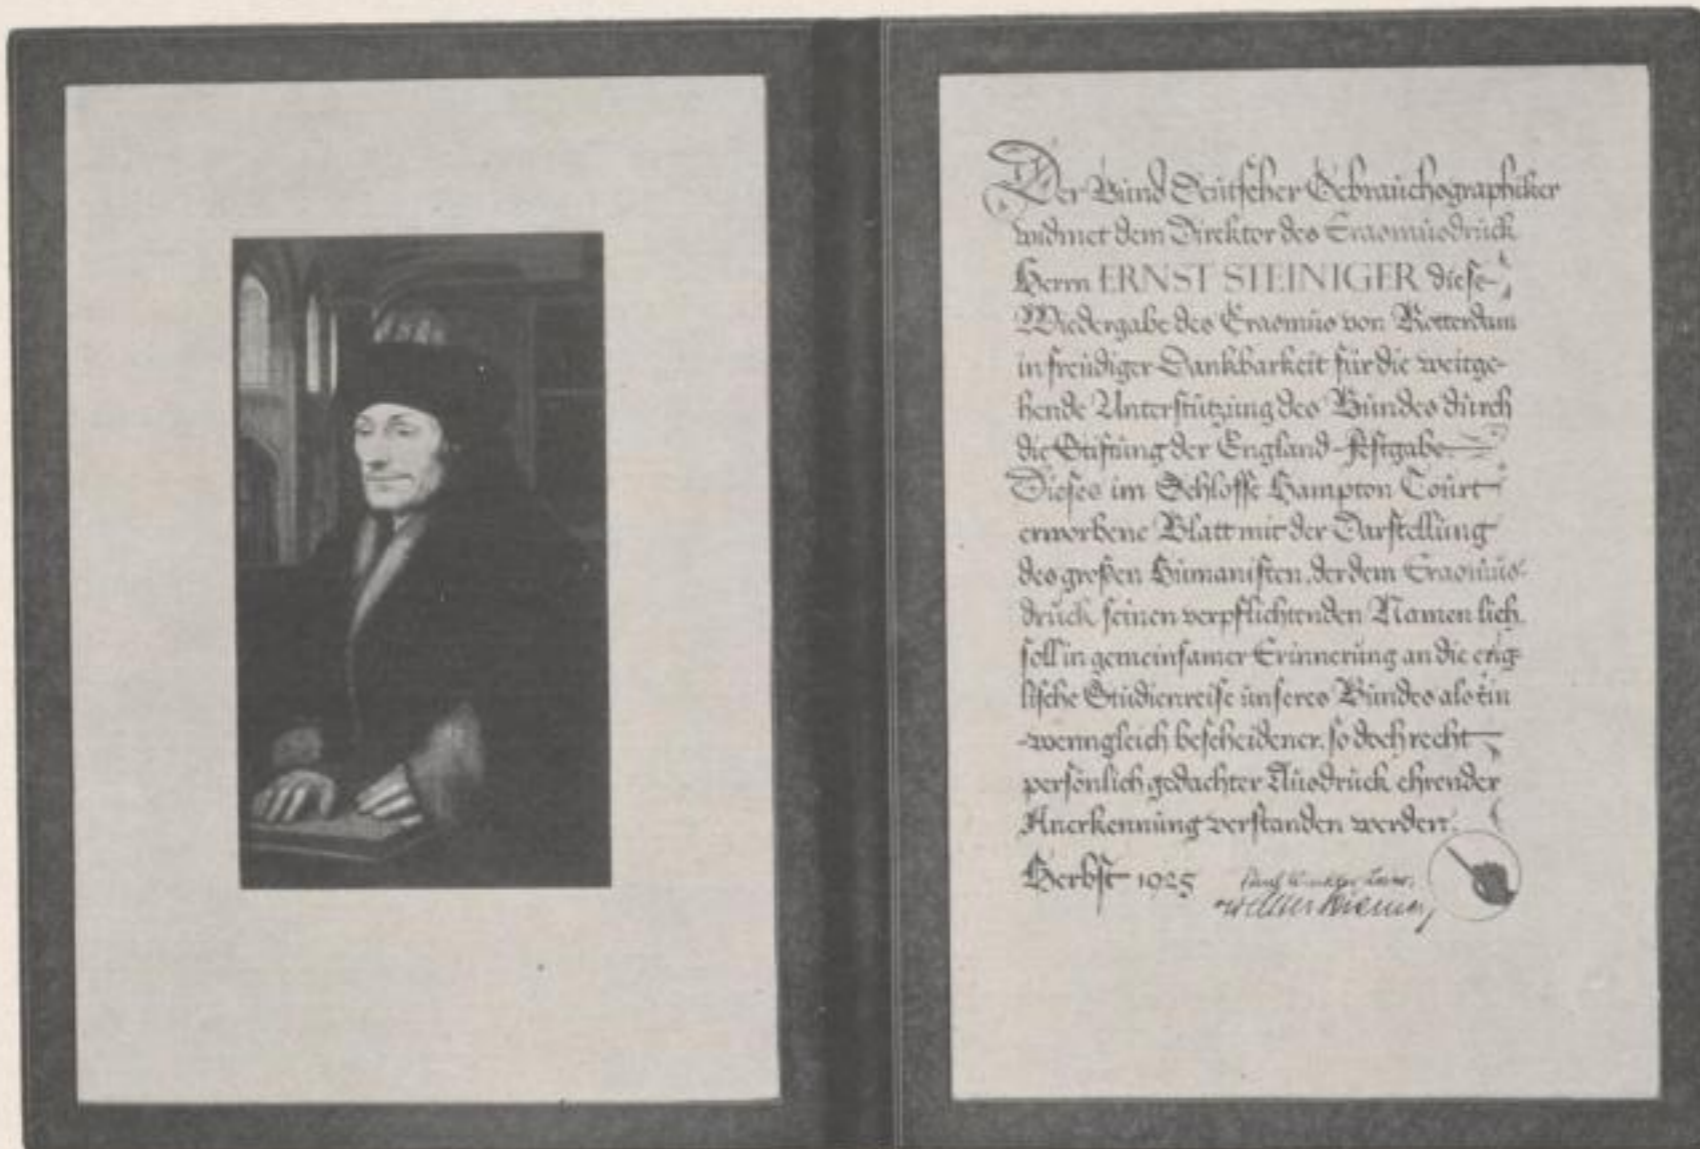 Der Bund Deutscher Gebrauchsgraphiker
widmet dem Direktor des Erasmusdruck
Herrn ERNST STEINIGER diese
Wiedergabe des Erasmus von Rotterdam
in freudiger Dankbarkeit für die weitge-
hende Unterstützung des Bundes durch
die Stiftung der England-Festgabe.
Dieses im Schlosse Hampton Court
erworbene Blatt mit der Darstellung
des großen Humanisten, der dem Erasmus-
druck seinen verpflichtenden Namen lieh,
soll in gemeinsamer Erinnerung an die eng-
lische Studienreise unseres Bundes als ein
-wenngleich bescheidener, so doch recht
persönlich gedachter Ausdruck ehrender
Anerkennung verstanden werden.
Herbst 1925